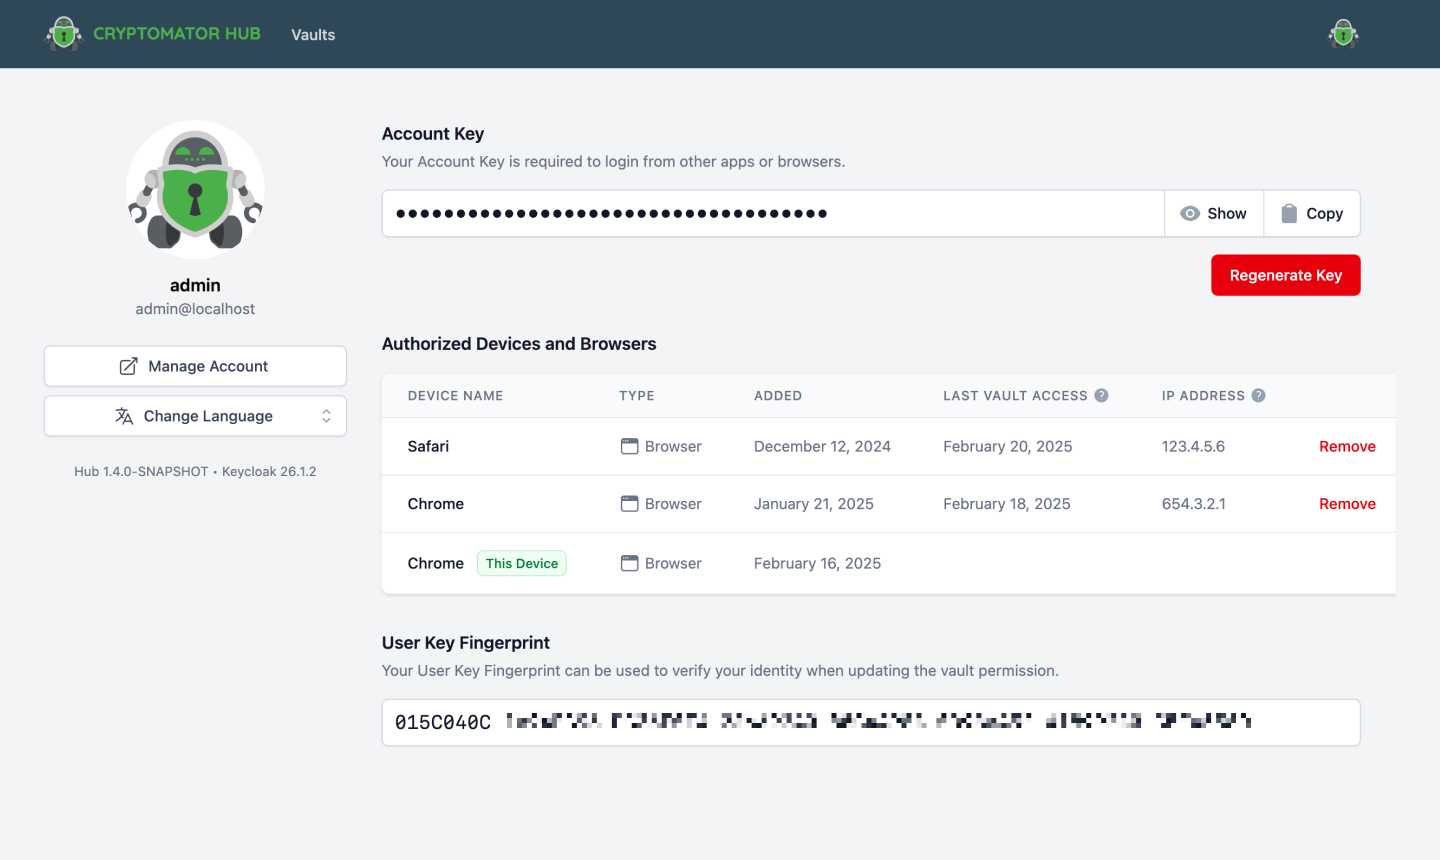 CRYPTOMATOR HUB Vaults
Account Key
Your Account Key is required to login from other apps or browsers.
●●●●●●●●●●●●●●●●●●●●●●●●●●●●●●●●●●●● Show Copy
Regenerate Key
admin
admin@localhost
Manage Account
Change Language
Hub 1.4.0-SNAPSHOT • Keycloak 26.1.2
Authorized Devices and Browsers
DEVICE NAME TYPE ADDED LAST VAULT ACCESS ? IP ADDRESS ?
Safari Browser December 12, 2024 February 20, 2025 123.4.5.6 Remove
Chrome Browser January 21, 2025 February 18, 2025 654.3.2.1 Remove
Chrome This Device Browser February 16, 2025
User Key Fingerprint
Your User Key Fingerprint can be used to verify your identity when updating the vault permission.
015C040C